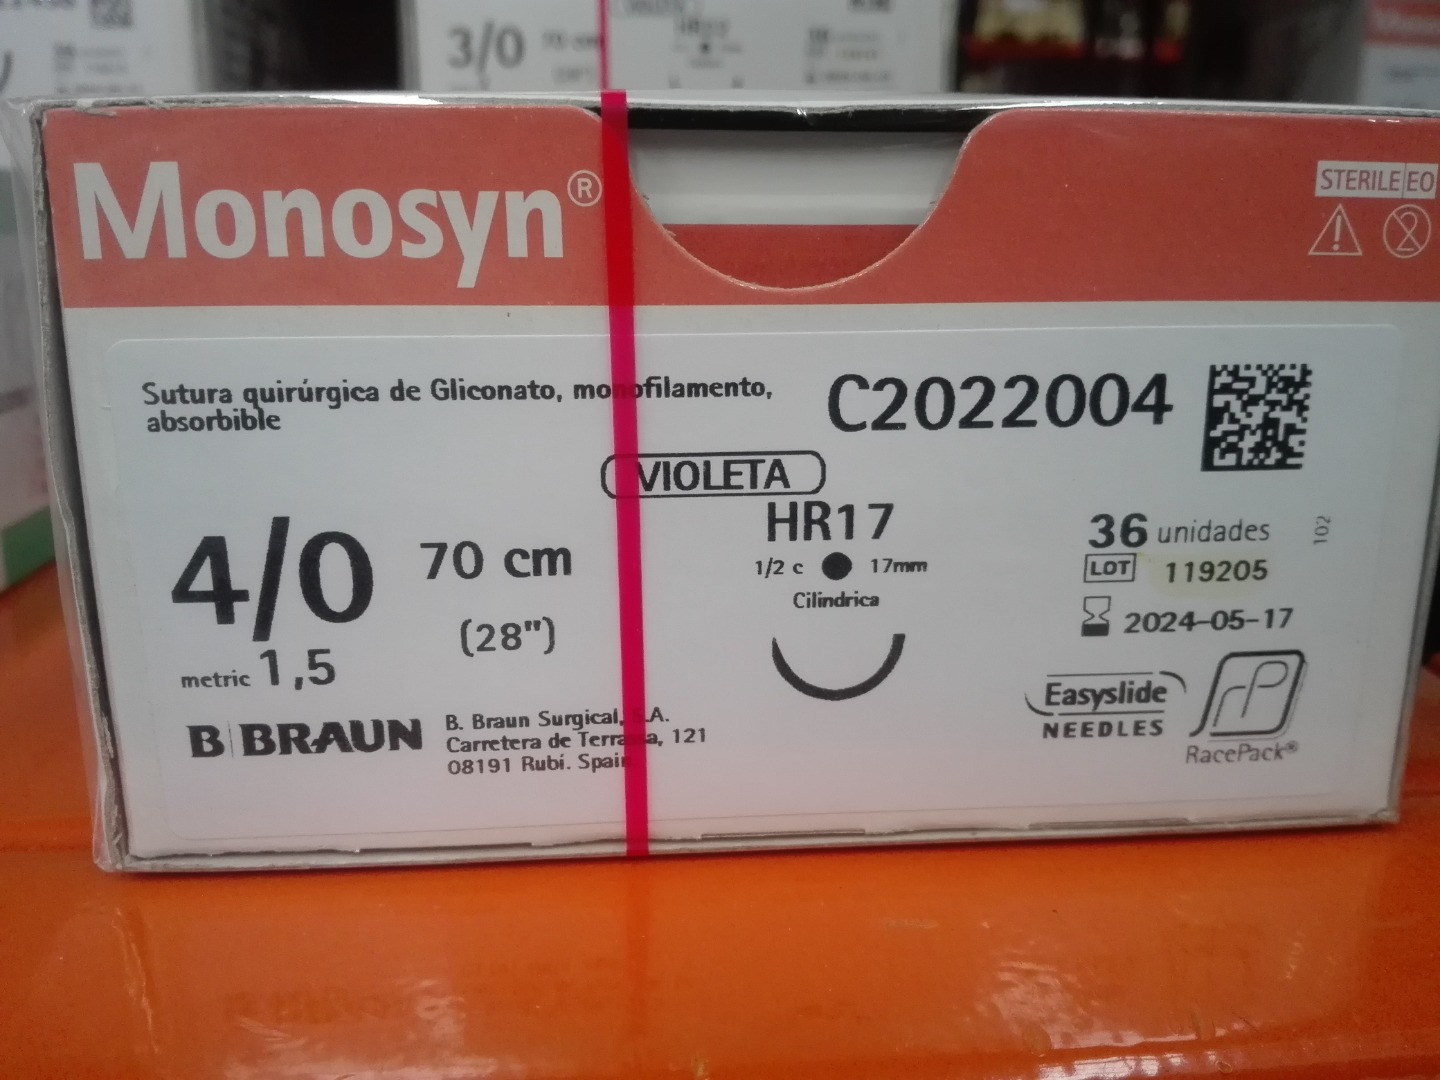 3/0
Monosyn®
STERILE EO
Sutura quirúrgica de Gliconato, monofilamento,
absorbible
C2022004
VIOLETA
4/0
70 cm
(28")
metric 1,5
HR17
1/2 c 17mm
Cilindrica
36 unidades
102
LOT 119205
2024-05-17
Easyslide
NEEDLES
RacePack®
B BRAUN
B. Braun Surgical, S.A.
Carretera de Terrassa, 121
08191 Rubí. Spain